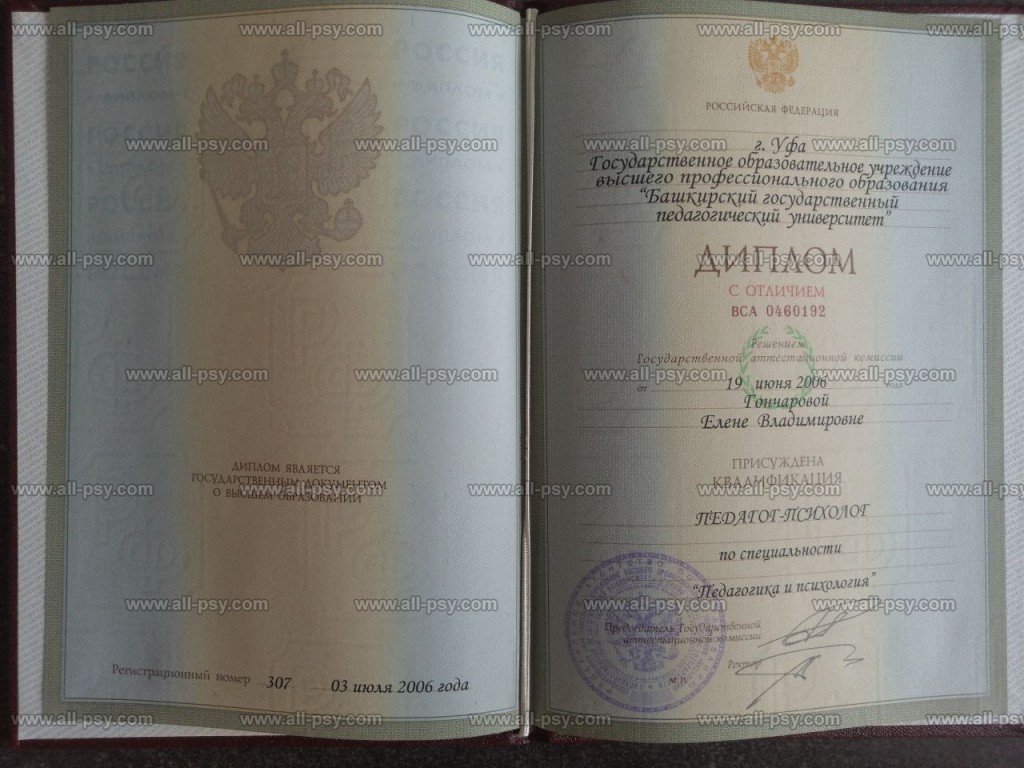 ДИПЛОМ ЯВЛЯЕТСЯ
ГОСУДАРСТВЕННЫМ ДОКУМЕНТОМ
О ВЫСШЕМ ОБРАЗОВАНИИ
Регистрационный номер 307 03 июля 2006 года
РОССИЙСКАЯ ФЕДЕРАЦИЯ
г. Уфа
Государственное образовательное учреждение
высшего профессионального образования
"Башкирский государственный
педагогический университет"
ДИПЛОМ
С ОТЛИЧИЕМ
ВСА 0460192
Решением
Государственной аттестационной комиссии
от 19 июня 2006 года
Гончаровой
Елене Владимировне
ПРИСУЖДЕНА
КВАЛИФИКАЦИЯ
ПЕДАГОГ-ПСИХОЛОГ
по специальности
"Педагогика и психология"
Председатель Государственной
аттестационной комиссии
Ректор
М.П.
www.all-psy.com